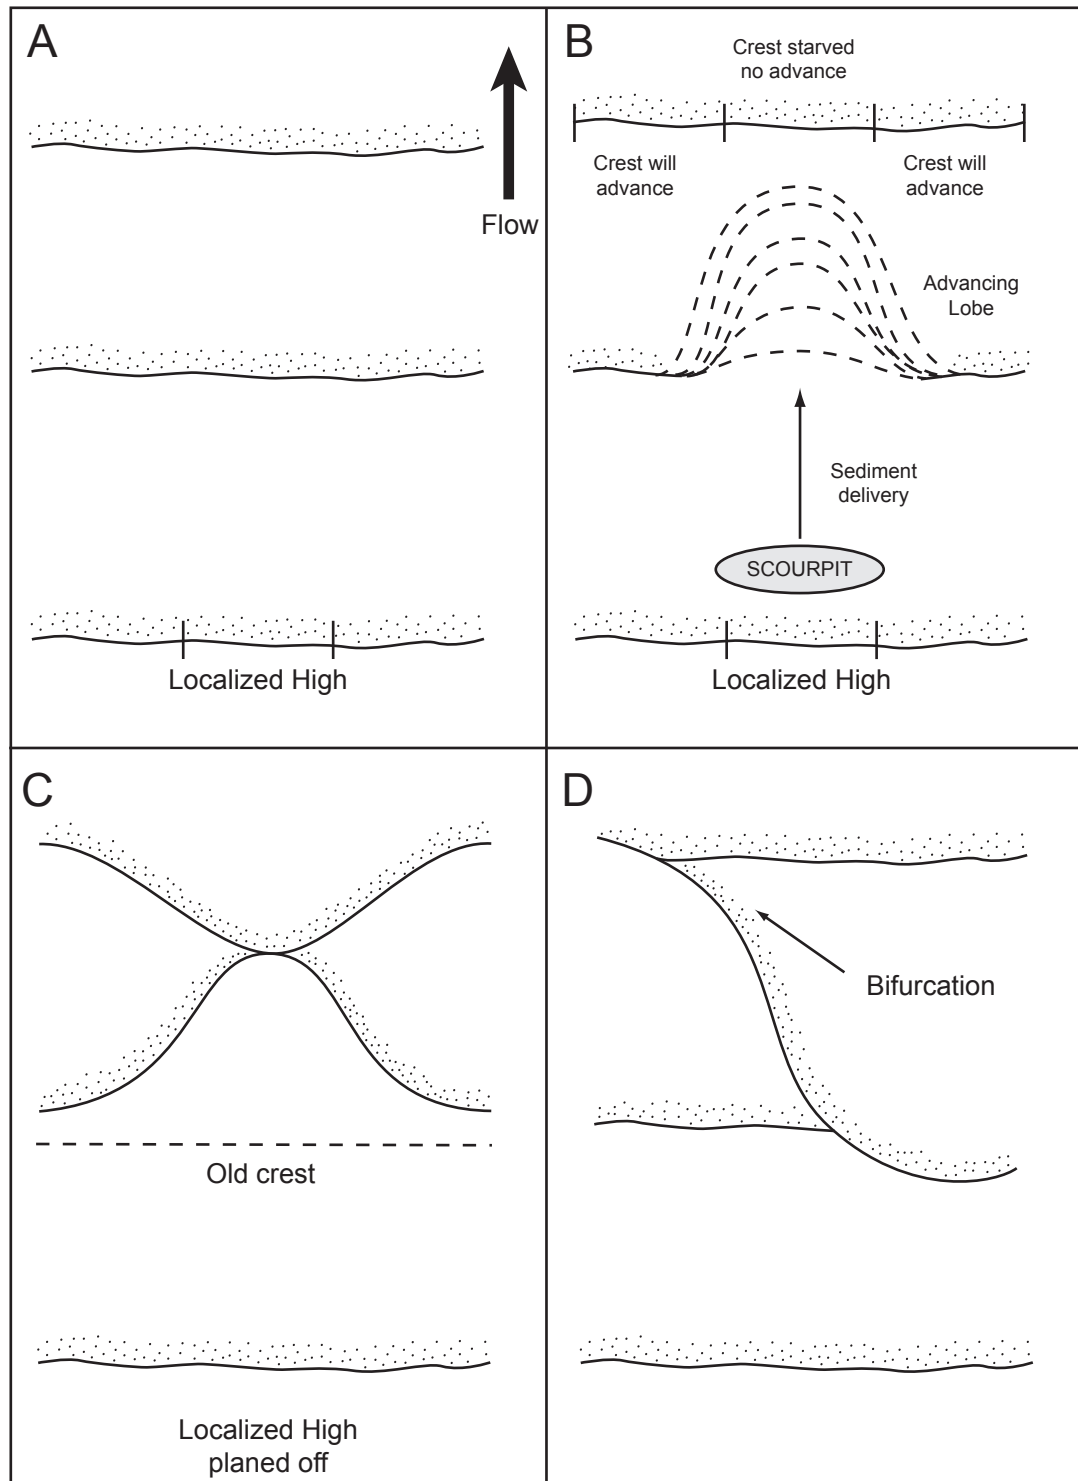 A
Flow
Localized High
B
Crest starved
no advance
Crest will
advance
Crest will
advance
Advancing
Lobe
Sediment
delivery
SCOURPIT
Localized High
C
Old crest
Localized High
planed off
D
Bifurcation